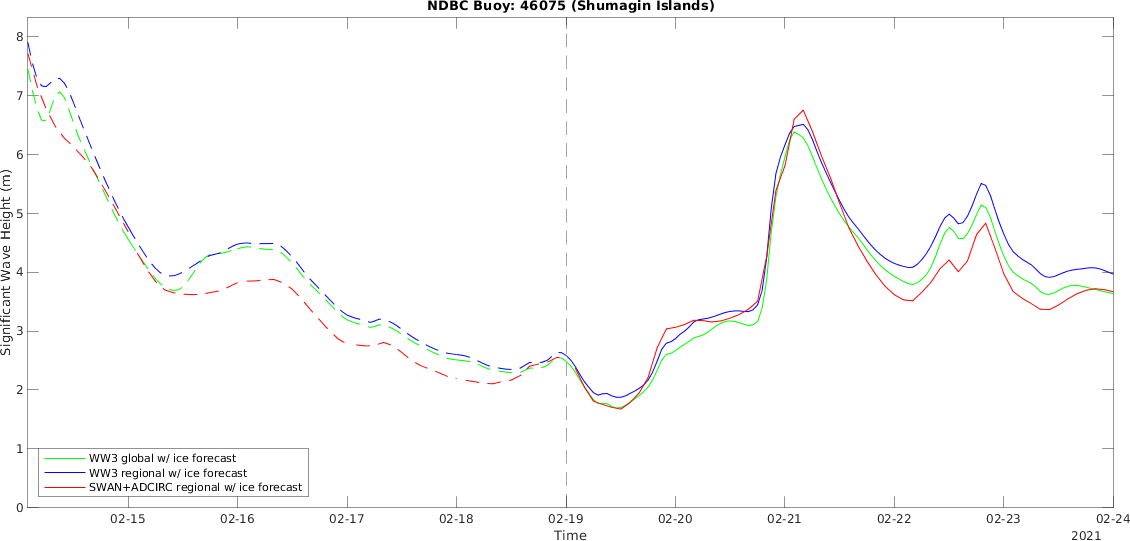 NDBC Buoy: 46075 (Shumagin Islands)
8
7
6
5
4
3
2
1
0
Significant Wave Height (m)
WW3 global w/ ice forecast
WW3 regional w/ ice forecast
SWAN+ADCIRC regional w/ ice forecast
02-15 02-16 02-17 02-18 02-19 02-20 02-21 02-22 02-23 02-24
Time
2021